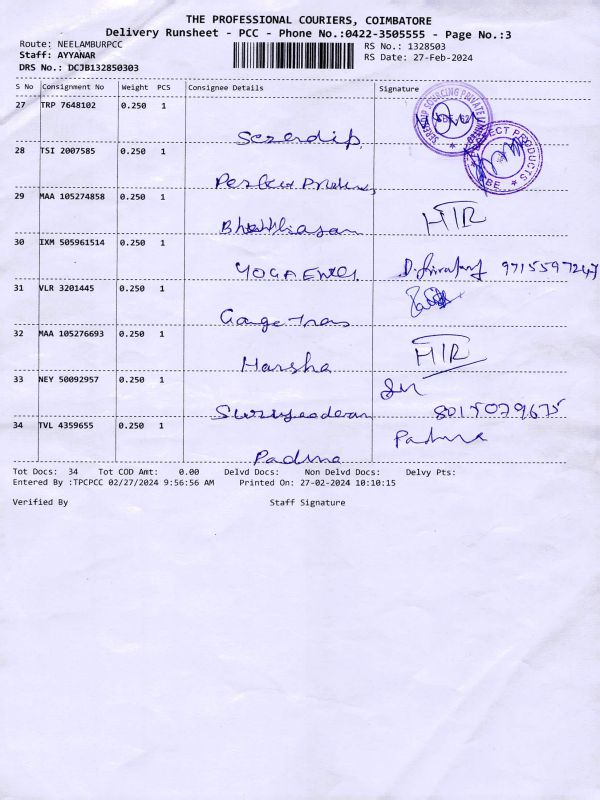 THE PROFESSIONAL COURIERS, COIMBATORE
Delivery Runsheet - PCC - Phone No.:0422-3505555 - Page No.:3
Route: NEELAMBURPCC
RS No.: 1328503
Staff: AYYANAR
RS Date: 27-Feb-2024
DRS No.: DCJB132850303
S No Consignment No Weight PCS Consignee Details Signature
27 TRP 7648102 0.250 1
Serendip
28 TSI 2007585 0.250 1
PRODUCTS
Perfect
29 MAA 105274858 0.250 1
HTR
30 IXM 505961514 0.250 1
YOGA 9715597247
31 VLR 3201445 0.250 1
Trans
32 MAA 105276693 0.250 1
Harsha HTR
33 NEY 50092957 0.250 1
8015079675
34 TVL 4359655 0.250 1
Padma
Padma
Tot Docs: 34 Tot COD Amt: 0.00 Delvd Docs: Non Delvd Docs: Delvy Pts:
Entered By :TPCPCC 02/27/2024 9:56:56 AM Printed On: 27-02-2024 10:10:15
Verified By Staff Signature